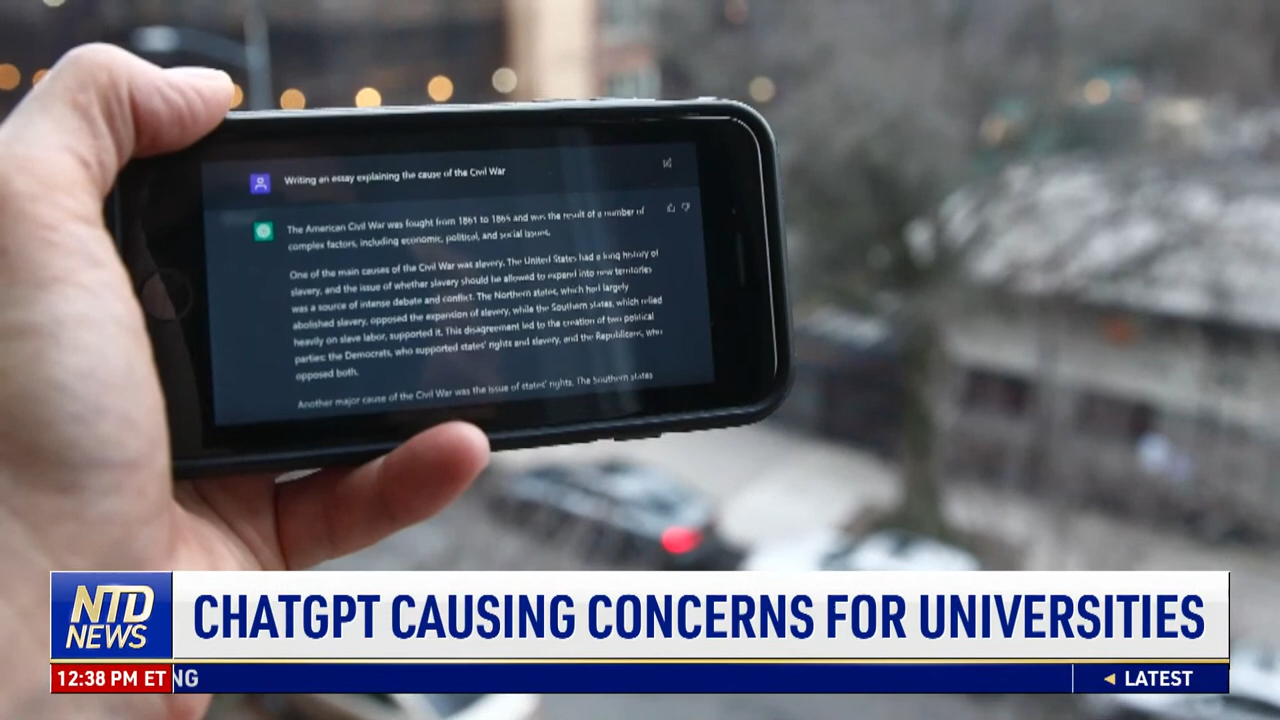 Writing an essay explaining the cause of the Civil War
The American Civil War was fought from 1861 to 1865 and was the result of a number of
complex factors, including economic, political, and social issues.
One of the main causes of the Civil War was slavery. The United States had a long history of
slavery, and the issue of whether slavery should be allowed to expand into new territories
was a source of intense debate and conflict. The Northern states, which had largely
abolished slavery, opposed the expansion of slavery, while the Southern states, which relied
heavily on slave labor, supported it. This disagreement led to the creation of two political
parties: the Democrats, who supported states' rights and slavery, and the Republicans, who
opposed both.
Another major cause of the Civil War was the issue of states' rights. The Southern states
NTD
NEWS
CHATGPT CAUSING CONCERNS FOR UNIVERSITIES
12:38 PM ET
NG
LATEST